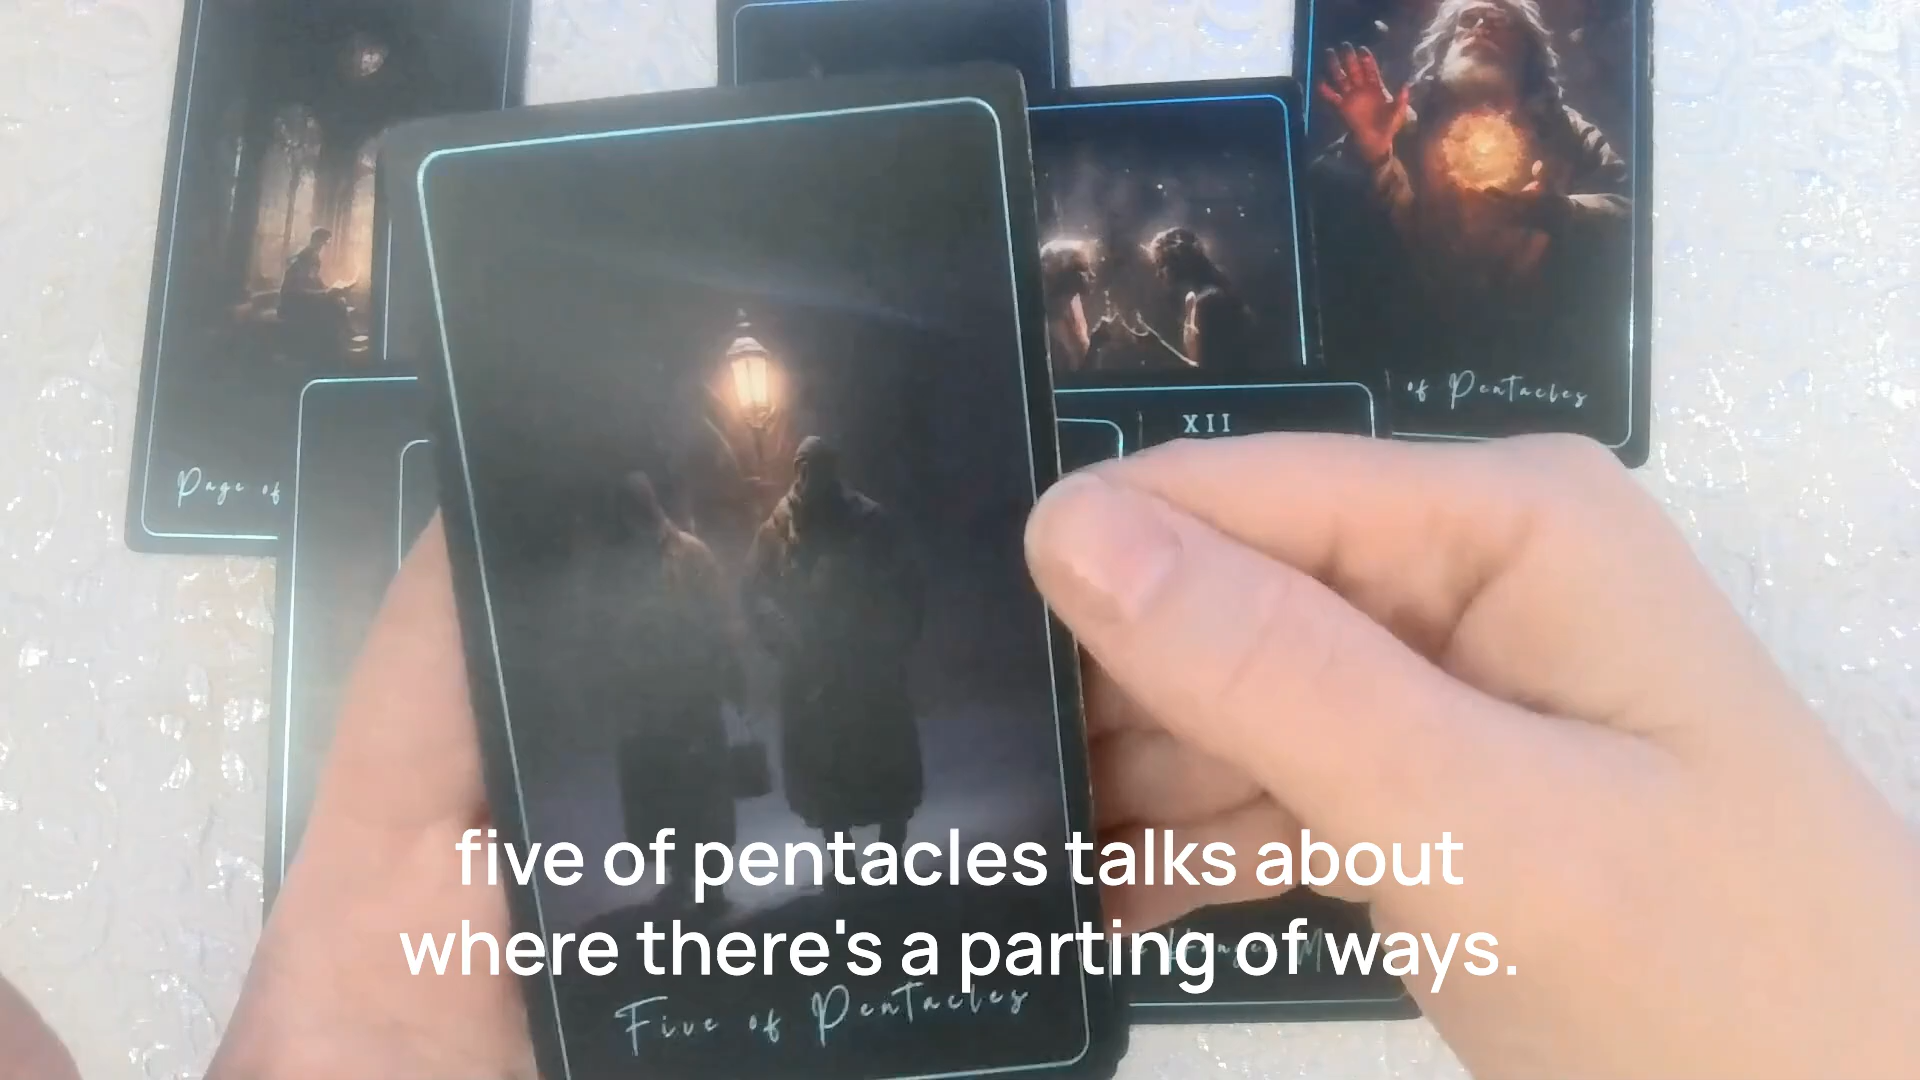 of Pentacles
XII
Page of
five of pentacles talks about
where there's a parting of ways.
Five of Pentacles